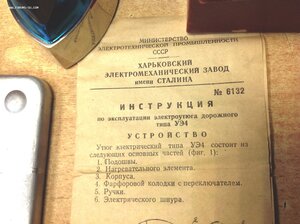 МИНИСТЕРСТВО
ЭЛЕКТРОТЕХНИЧЕСКОЙ ПРОМЫШЛЕННОСТИ
СССР
ХАРЬКОВСКИЙ
ЭЛЕКТРОМЕХАНИЧЕСКИЙ ЗАВОД
имени СТАЛИНА
№ 6132
ИНСТРУКЦИЯ
по эксплуатации электроутюга дорожного
типа УЭ4
УСТРОЙСТВО
Утюг электрический типа УЭ4 состоит из
следующих основных частей (фиг. 1):
1. Подошвы.
2. Нагревательного элемента.
3. Корпуса.
4. Фарфоровой колодки с переключателем.
5. Ручки.
6. Электрического шнура.